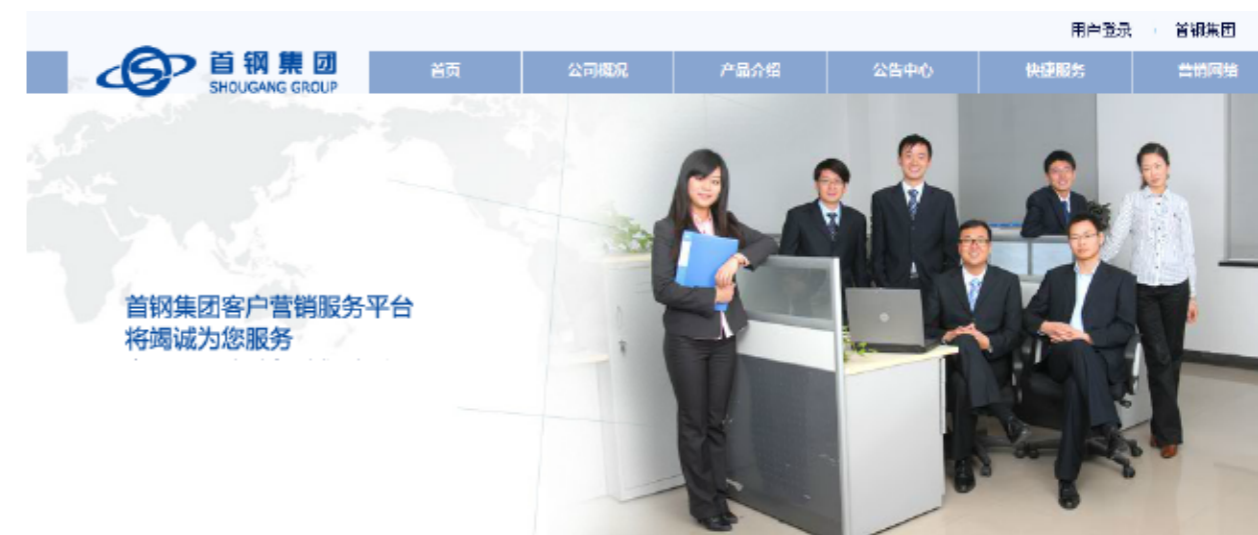 用户登录 首钢集团
首钢集团
SHOUGANG GROUP
首页 公司概况 产品介绍 公告中心 快捷服务 营销网络
首钢集团客户营销服务平台
将竭诚为您服务